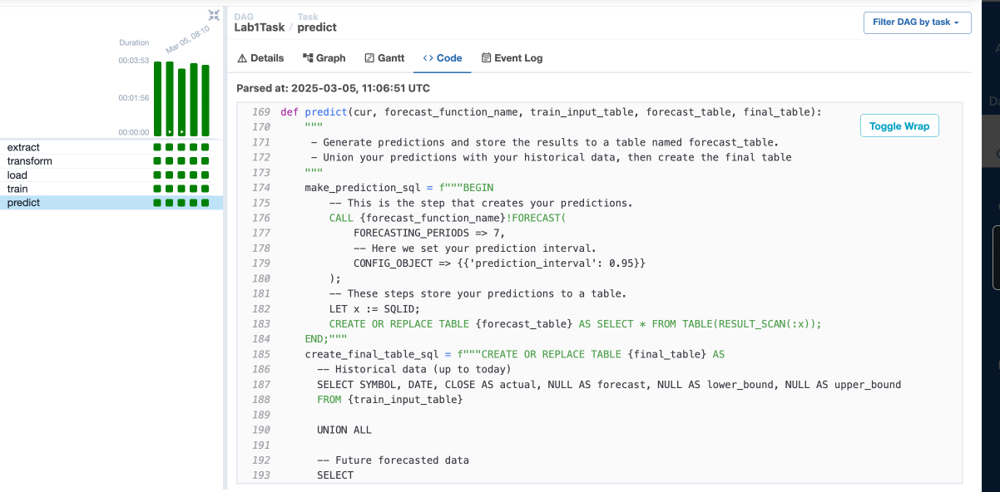 DAG
Lab1Task
/
Task
predict
Filter DAG by task
Duration
Mar 05, 08:10
00:03:53
00:01:56
00:00:00
extract
transform
load
train
predict
Details
Graph
Gantt
<> Code
Event Log
Parsed at: 2025-03-05, 11:06:51 UTC
Toggle Wrap
169 def predict(cur, forecast_function_name, train_input_table, forecast_table, final_table):
170     """
171      - Generate predictions and store the results to a table named forecast_table.
172      - Union your predictions with your historical data, then create the final table
173     """
174     make_prediction_sql = f"""BEGIN
175         -- This is the step that creates your predictions.
176         CALL {forecast_function_name}!FORECAST(
177             FORECASTING_PERIODS => 7,
178             -- Here we set your prediction interval.
179             CONFIG_OBJECT => {{'prediction_interval': 0.95}}
180         );
181         -- These steps store your predictions to a table.
182         LET x := SQLID;
183         CREATE OR REPLACE TABLE {forecast_table} AS SELECT * FROM TABLE(RESULT_SCAN(:x));
184     END;"""
185     create_final_table_sql = f"""CREATE OR REPLACE TABLE {final_table} AS
186       -- Historical data (up to today)
187       SELECT SYMBOL, DATE, CLOSE AS actual, NULL AS forecast, NULL AS lower_bound, NULL AS upper_bound
188       FROM {train_input_table}
189
190       UNION ALL
191
192       -- Future forecasted data
193       SELECT